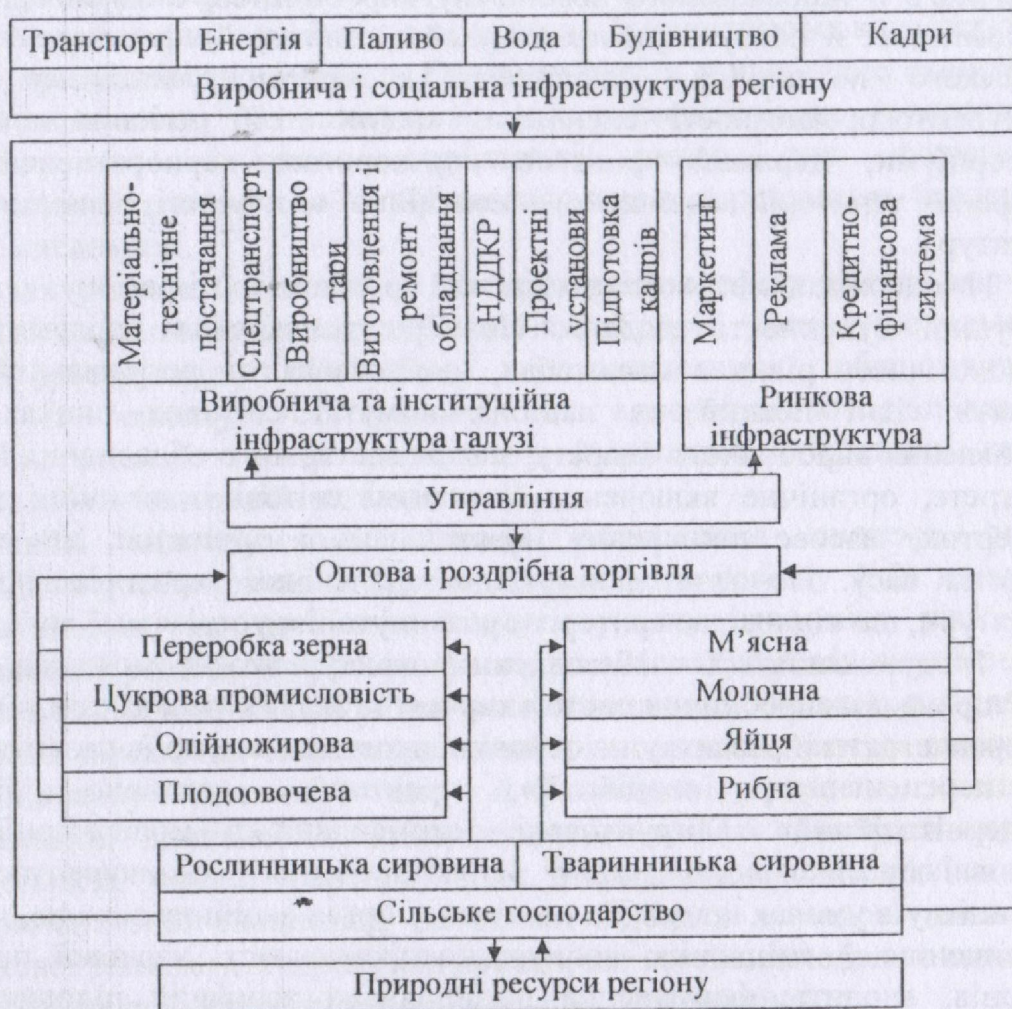 Транспорт Енергія Паливо Вода Будівництво Кадри
Виробнича і соціальна інфраструктура регіону
Матеріально-
технічне
постачання
Спецтранспорт
Виробництво
тари
Виготовлення і
ремонт
обладнання
НДДКР
Проектні
установи
Підготовка
кадрів
Маркетинг
Реклама
Кредитно-
фінансова
система
Виробнича та інституційна
інфраструктура галузі
Ринкова
інфраструктура
Управління
Оптова і роздрібна торгівля
Переробка зерна
Цукрова промисловість
Олійножирова
Плодоовочева
М'ясна
Молочна
Яйця
Рибна
Рослинницька сировина Тваринницька сировина
Сільське господарство
Природні ресурси регіону